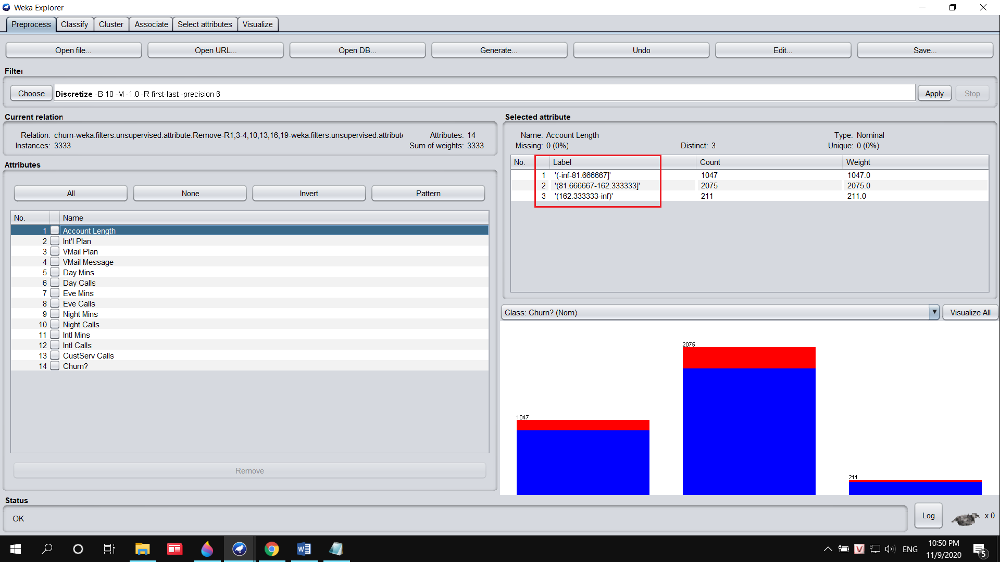 Weka Explorer
Preprocess Classify Cluster Associate Select attributes Visualize
Open file... Open URL... Open DB... Generate... Undo Edit... Save...
Filter
Choose Discretize -B 10 -M -1.0 -R first-last -precision 6 Apply Stop
Current relation
Relation: churn-weka.filters.unsupervised.attribute.Remove-R1,3-4,10,13,16,19-weka.filters.unsupervised.attribute Attributes: 14
Instances: 3333 Sum of weights: 3333
Attributes
All None Invert Pattern
No. Name
1 Account Length
2 Int'l Plan
3 VMail Plan
4 VMail Message
5 Day Mins
6 Day Calls
7 Eve Mins
8 Eve Calls
9 Night Mins
10 Night Calls
11 Intl Mins
12 Intl Calls
13 CustServ Calls
14 Churn?
Remove
Selected attribute
Name: Account Length Type: Nominal
Missing: 0 (0%) Distinct: 3 Unique: 0 (0%)
No. Label Count Weight
1 '(-inf-81.666667]' 1047 1047.0
2 '(81.666667-162.333333]' 2075 2075.0
3 '(162.333333-inf)' 211 211.0
Class: Churn? (Nom) Visualize All
2075
1047
211
Status
OK
Log x 0
ENG
10:50 PM
11/9/2020
5